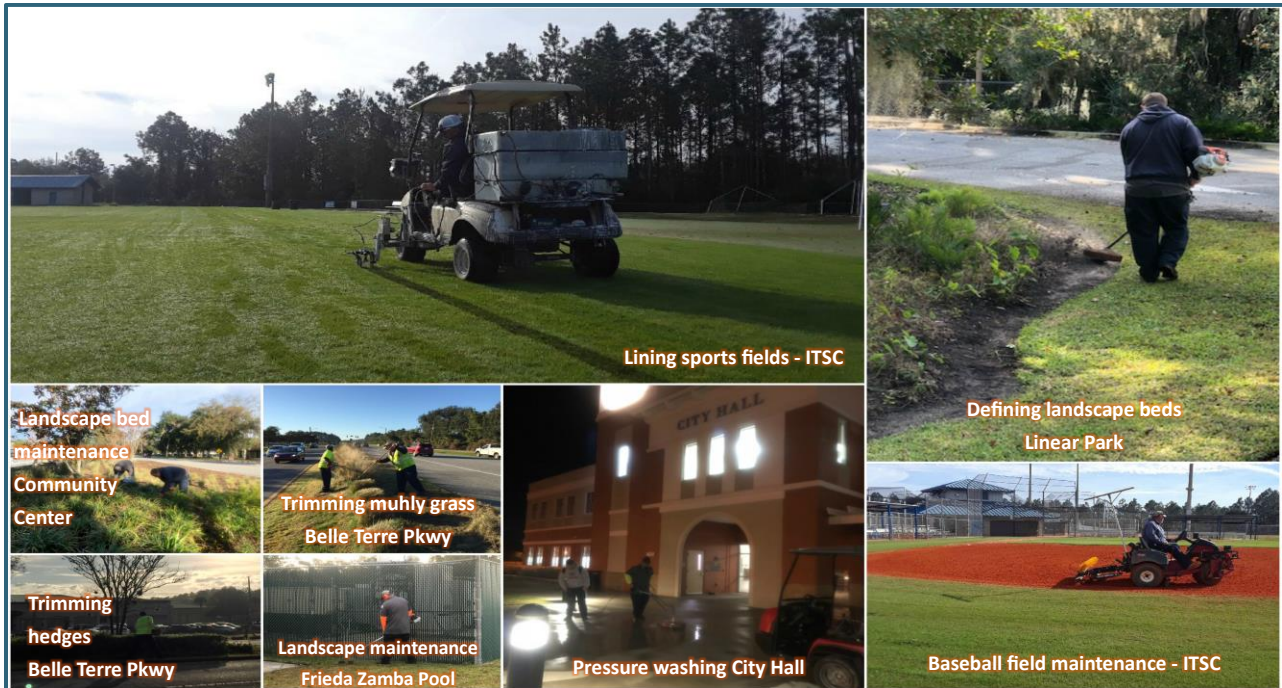 Lining sports fields - ITSC
Defining landscape beds
Linear Park
Landscape bed
maintenance
Community
Center
Trimming muhly grass
Belle Terre Pkwy
CITY HALL
Trimming
hedges
Belle Terre Pkwy
Landscape maintenance
Frieda Zamba Pool
Pressure washing City Hall
Baseball field maintenance - ITSC